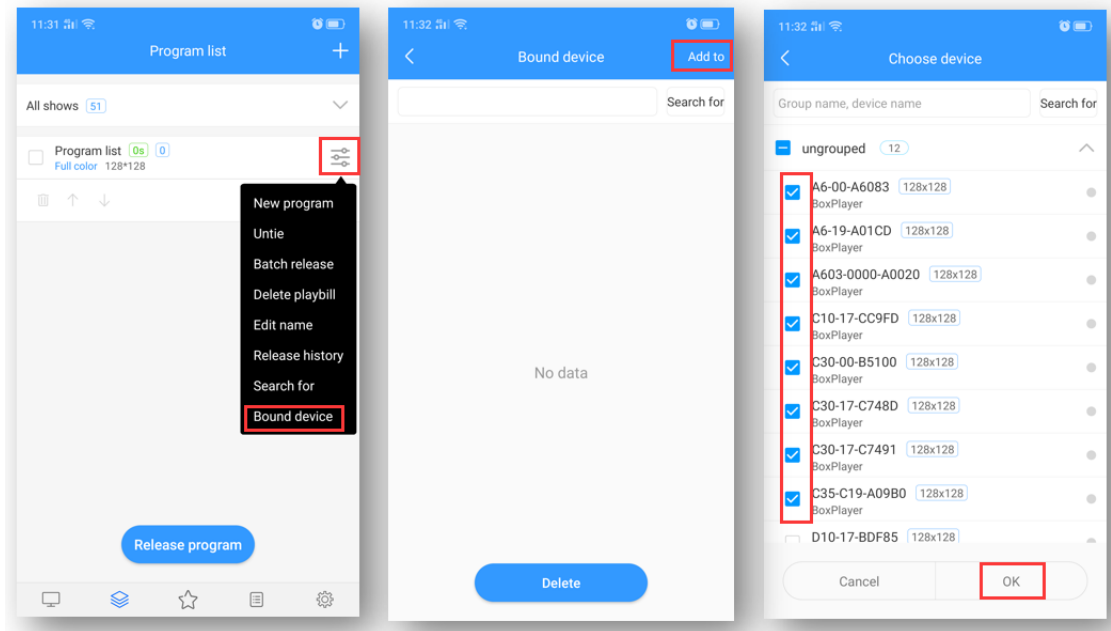 11:31
Program list
+
All shows 51
Program list 0s 0
Full color 128*128
New program
Untie
Batch release
Delete playbill
Edit name
Release history
Search for
Bound device
Release program
11:32
Bound device Add to
Search for
No data
Delete
11:32
Choose device
Group name, device name Search for
ungrouped 12
A6-00-A6083 128x128
BoxPlayer
A6-19-A01CD 128x128
BoxPlayer
A603-0000-A0020 128x128
BoxPlayer
C10-17-CC9FD 128x128
BoxPlayer
C30-00-B5100 128x128
BoxPlayer
C30-17-C748D 128x128
BoxPlayer
C30-17-C7491 128x128
BoxPlayer
C35-C19-A09B0 128x128
BoxPlayer
D10-17-BDF85 128x128
Cancel OK